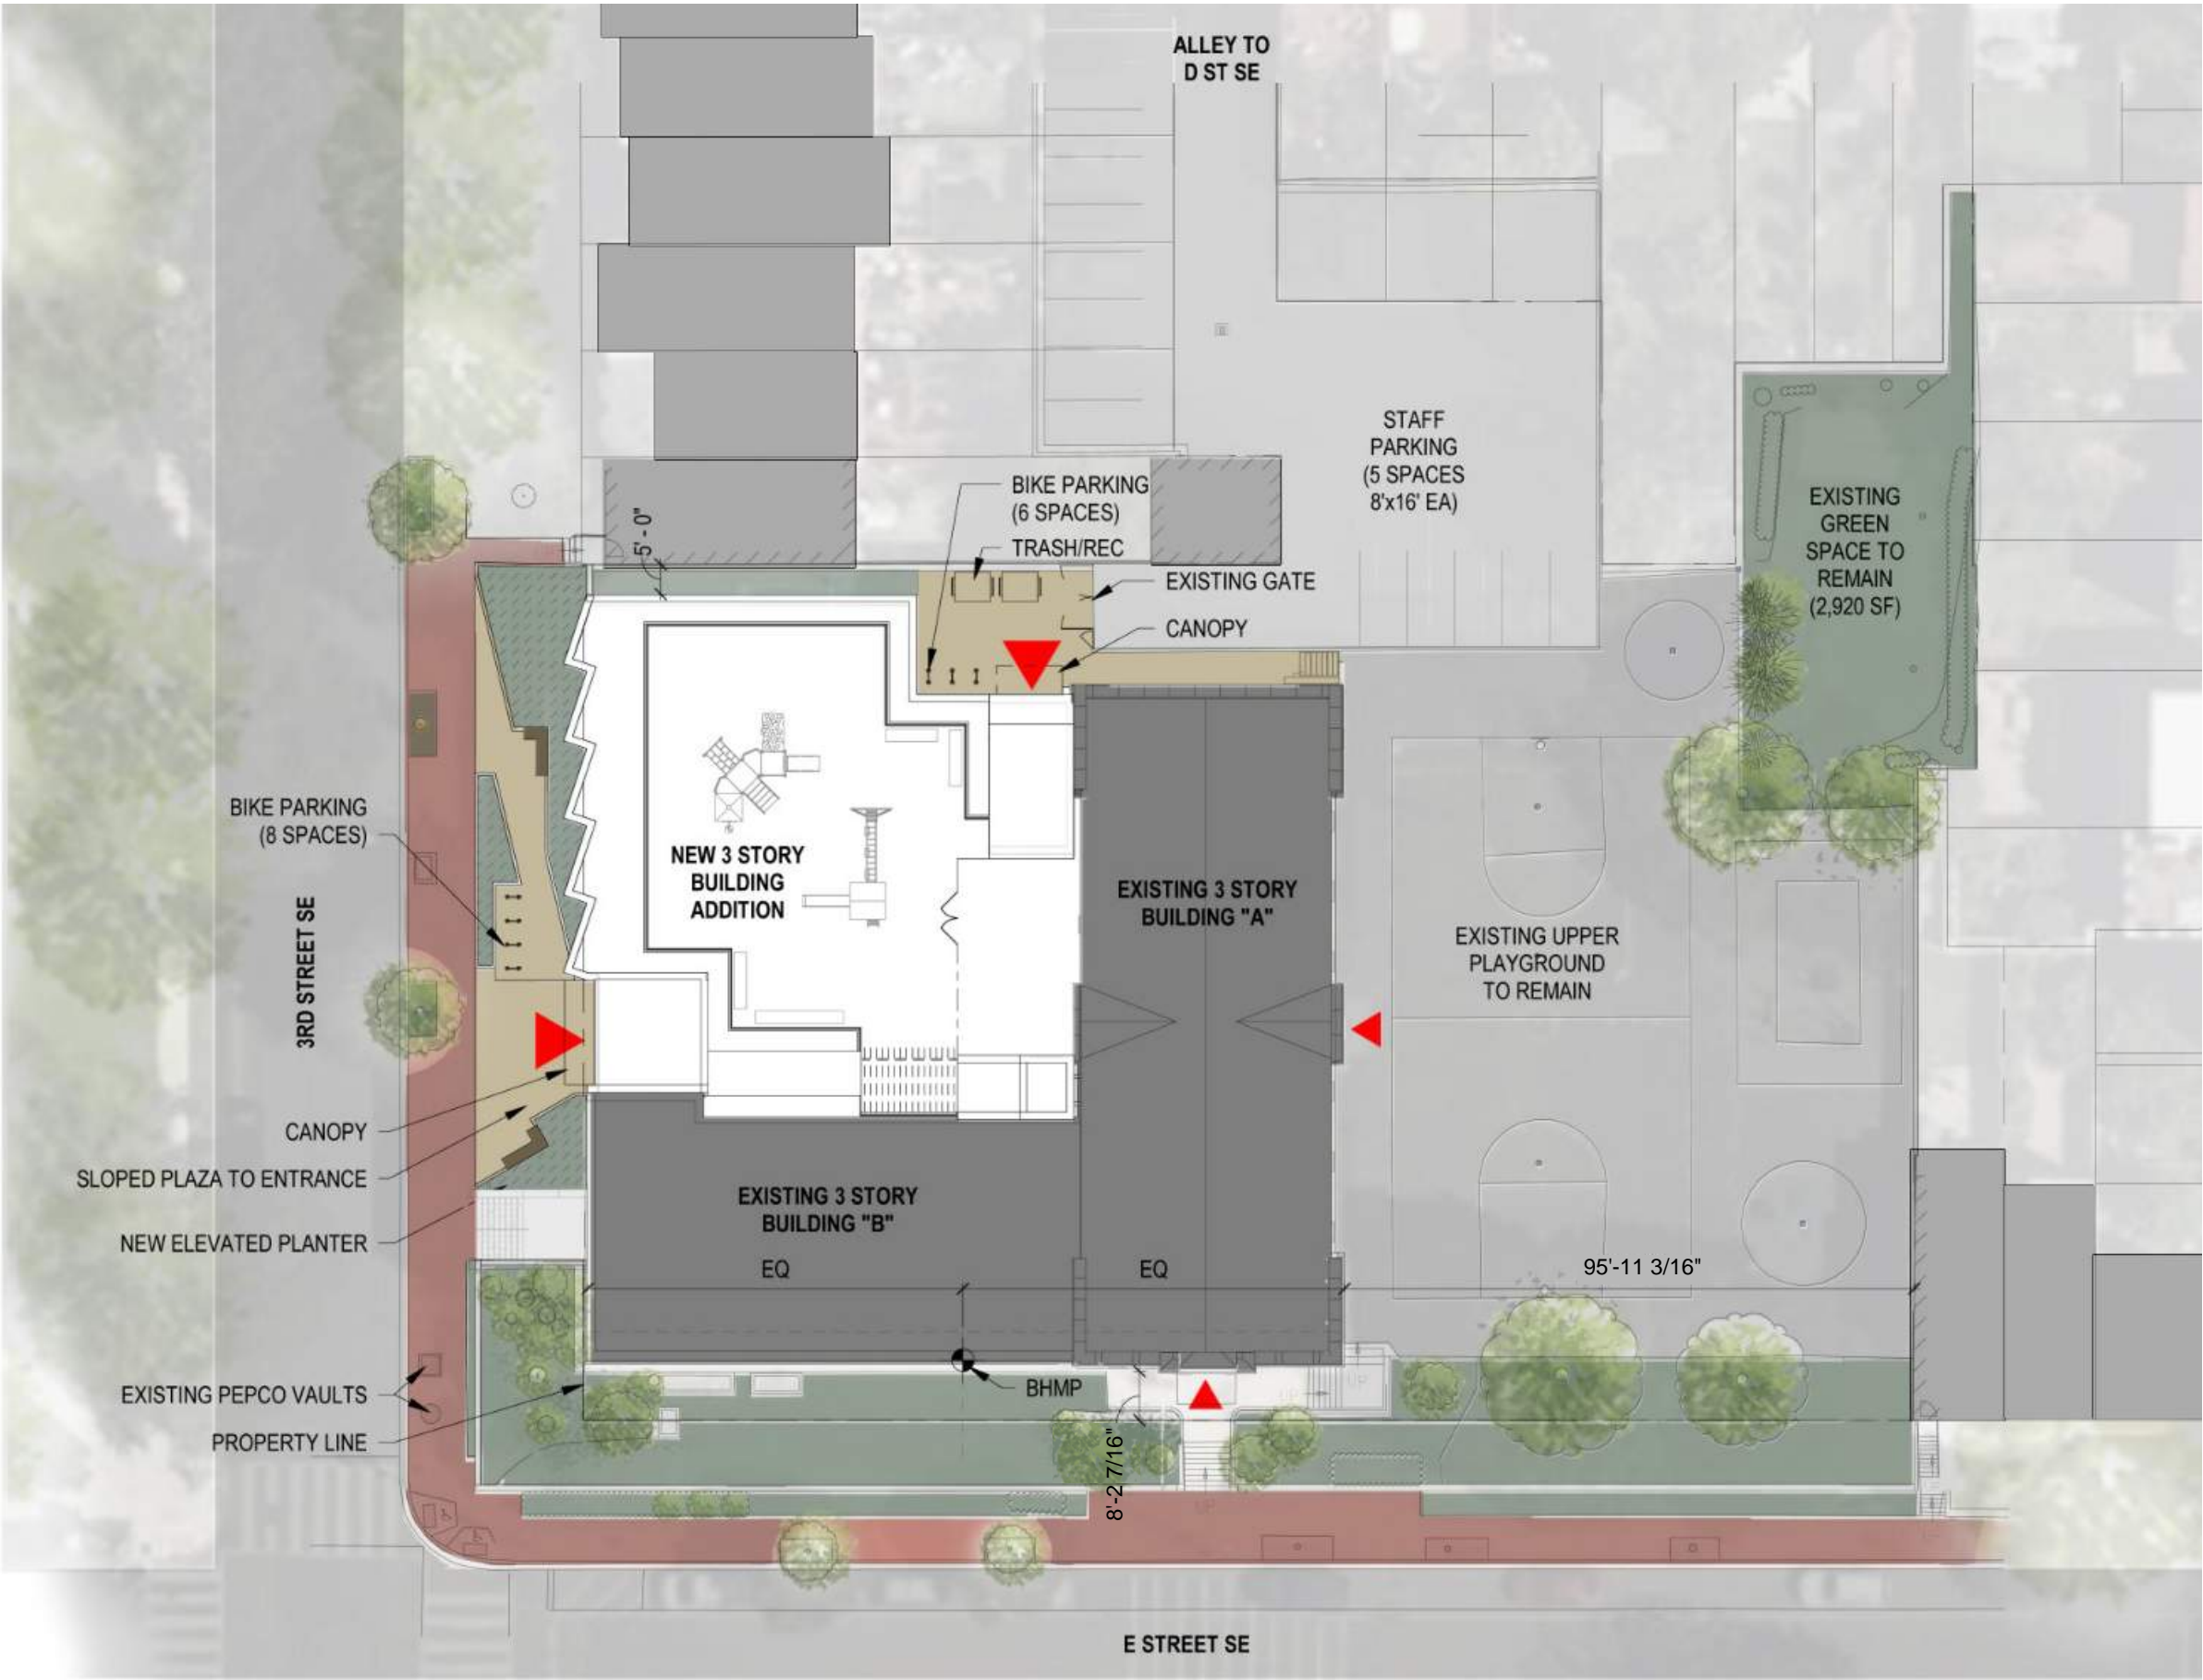 ALLEY TO
D ST SE
STAFF
PARKING
(5 SPACES
8'x16' EA)
BIKE PARKING
(6 SPACES)
TRASH/REC
EXISTING GATE
CANOPY
5' - 0"
EXISTING
GREEN
SPACE TO
REMAIN
(2,920 SF)
BIKE PARKING
(8 SPACES)
3RD STREET SE
NEW 3 STORY
BUILDING
ADDITION
EXISTING 3 STORY
BUILDING "A"
EXISTING UPPER
PLAYGROUND
TO REMAIN
CANOPY
SLOPED PLAZA TO ENTRANCE
NEW ELEVATED PLANTER
EXISTING 3 STORY
BUILDING "B"
EQ
EQ
95'-11 3/16"
EXISTING PEPCO VAULTS
PROPERTY LINE
BHMP
8'-2 7/16"
UP
UP
UP
E STREET SE